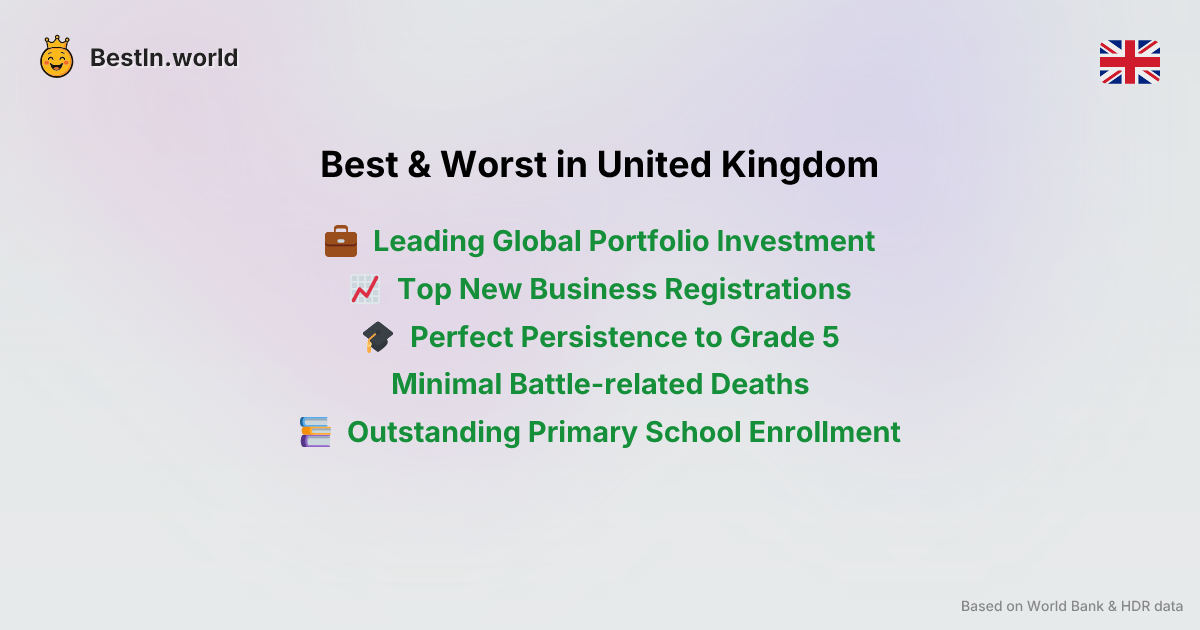 BestIn.world
Best & Worst in United Kingdom
Leading Global Portfolio Investment
Top New Business Registrations
Perfect Persistence to Grade 5
Minimal Battle-related Deaths
Outstanding Primary School Enrollment
Based on World Bank & HDR data